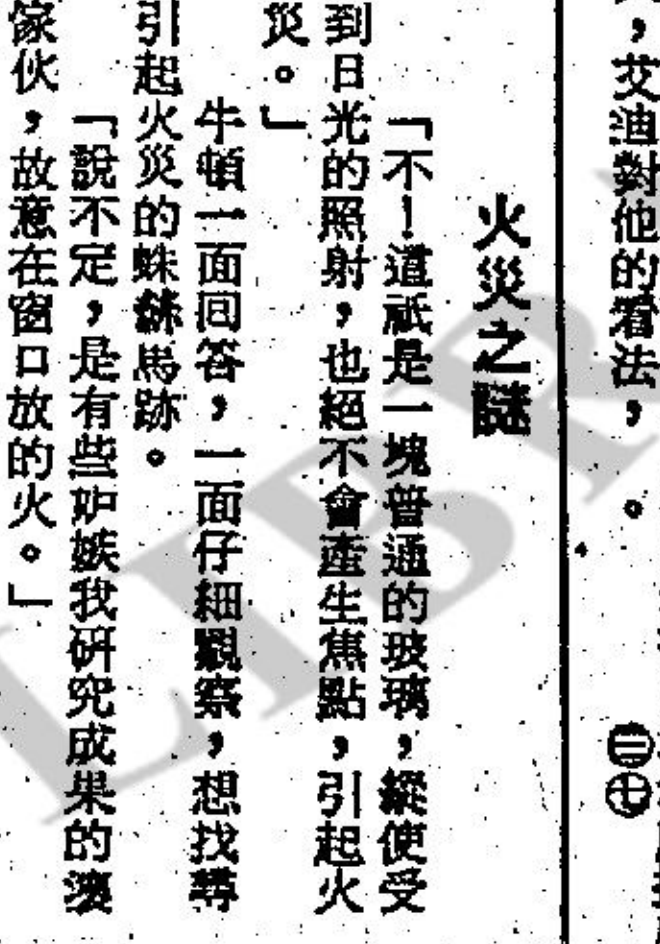 ，艾迪對他的看法，　。
㊂㊆
火災之謎
「不！這祇是一塊普通的玻璃，縱使受
到日光的照射，也絕不會產生焦點，引起火
災。」
牛頓一面回答，一面仔細觀察，想找尋
引起火災的蛛絲馬跡。
「說不定，是有些妒嫉我研究成果的壞
傢伙，故意在窗口放的火。」
LIBR